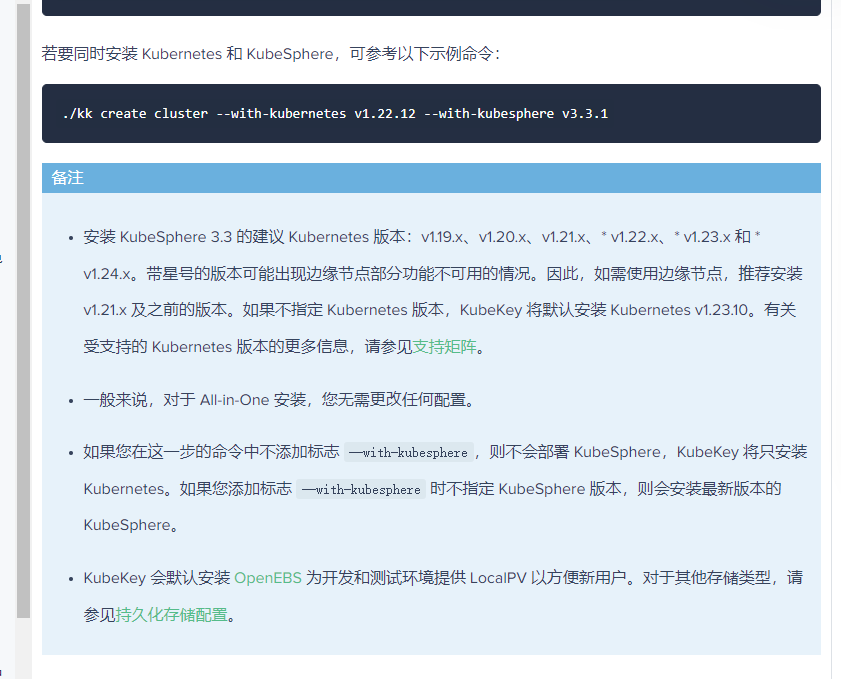 若要同时安装 Kubernetes 和 KubeSphere，可参考以下示例命令：
./kk create cluster --with-kubernetes v1.22.12 --with-kubesphere v3.3.1
备注
• 安装 KubeSphere 3.3 的建议 Kubernetes 版本：v1.19.x、v1.20.x、v1.21.x、* v1.22.x、* v1.23.x 和 *
v1.24.x。带星号的版本可能出现边缘节点部分功能不可用的情况。因此，如需使用边缘节点，推荐安装
v1.21.x 及之前的版本。如果不指定 Kubernetes 版本，KubeKey 将默认安装 Kubernetes v1.23.10。有关
受支持的 Kubernetes 版本的更多信息，请参见支持矩阵。
• 一般来说，对于 All-in-One 安装，您无需更改任何配置。
• 如果您在这一步的命令中不添加标志 --with-kubesphere，则不会部署 KubeSphere，KubeKey 将只安装
Kubernetes。如果您添加标志 --with-kubesphere 时不指定 KubeSphere 版本，则会安装最新版本的
KubeSphere。
• KubeKey 会默认安装 OpenEBS 为开发和测试环境提供 LocalPV 以方便新用户。对于其他存储类型，请
参见持久化存储配置。